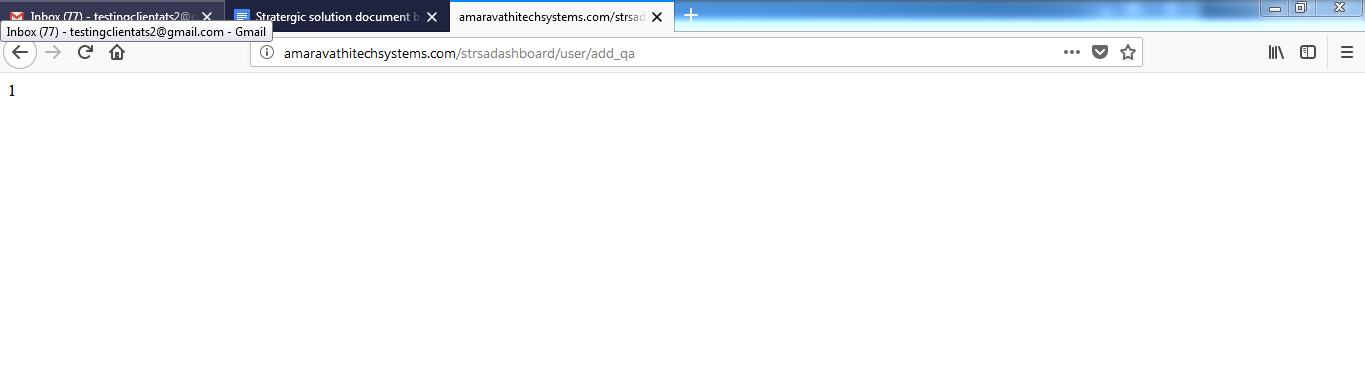 Inbox (77) - testingclientats2@g
Stratergic solution document b
amaravathitechsystems.com/strsad
Inbox (77) - testingclientats2@gmail.com - Gmail
amaravathitechsystems.com/strsadashboard/user/add_qa
1